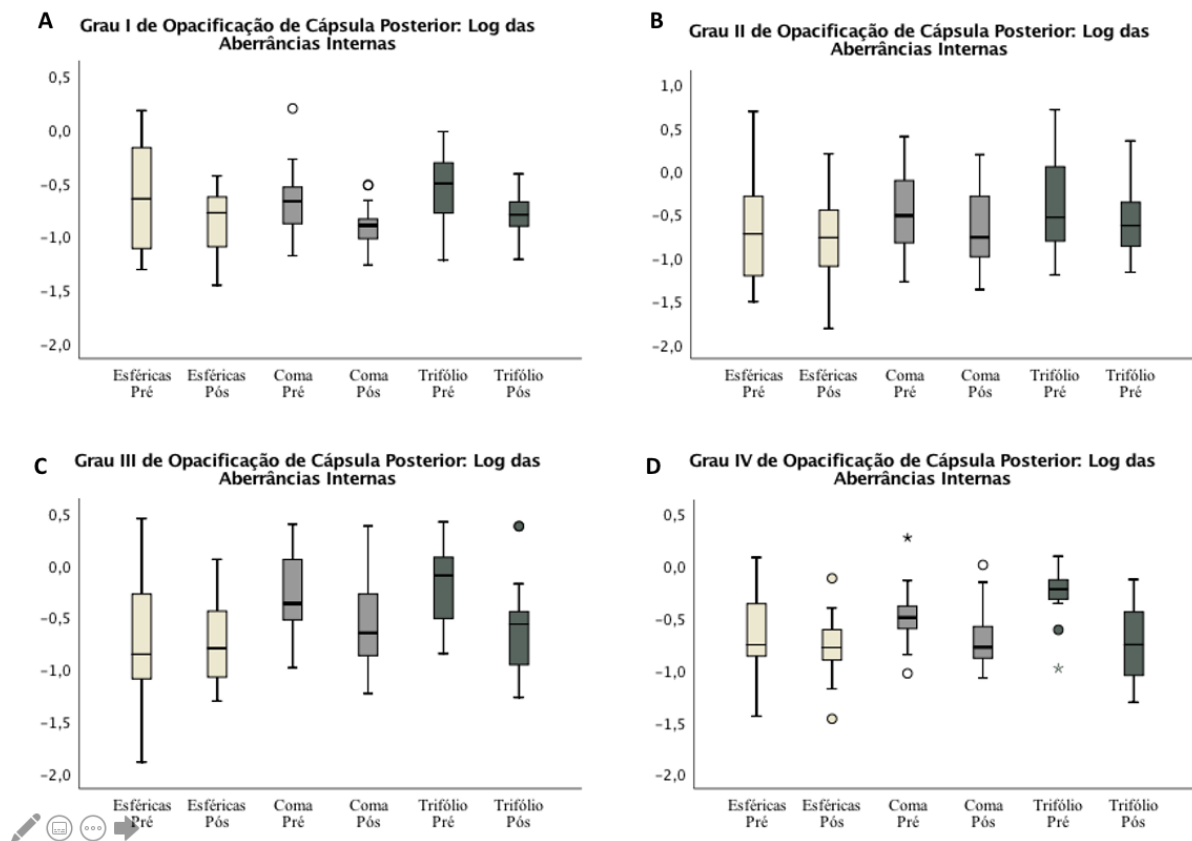 A
Grau I de Opacificação de Cápsula Posterior: Log das
Aberrâncias Internas
0,5
0,0
−0,5
−1,0
−1,5
−2,0
Esféricas Esféricas Coma Coma Trifólio Trifólio
Pré Pós Pré Pós Pré Pós
B
Grau II de Opacificação de Cápsula Posterior: Log das
Aberrâncias Internas
1,0
0,5
0,0
−0,5
−1,0
−1,5
−2,0
Esféricas Esféricas Coma Coma Trifólio Trifólio
Pré Pós Pré Pós Pré Pré
C
Grau III de Opacificação de Cápsula Posterior: Log das
Aberrâncias Internas
0,5
0,0
−0,5
−1,0
−1,5
−2,0
Esféricas Esféricas Coma Coma Trifólio Trifólio
Pré Pós Pré Pós Pré Pós
D
Grau IV de Opacificação de Cápsula Posterior: Log das
Aberrâncias Internas
0,5
0,0
−0,5
−1,0
−1,5
−2,0
Esféricas Esféricas Coma Coma Trifólio Trifólio
Pré Pós Pré Pós Pré Pós